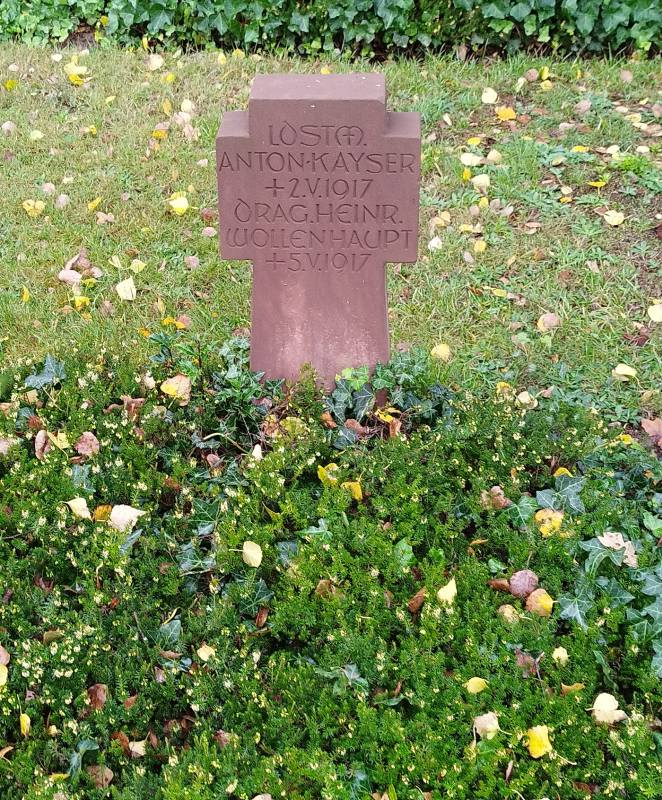 LDSTM.
ANTON·KAYSER
+2.V.1917
DRAG.HEINR.
WOLLENHAUPT
+5.V.1917